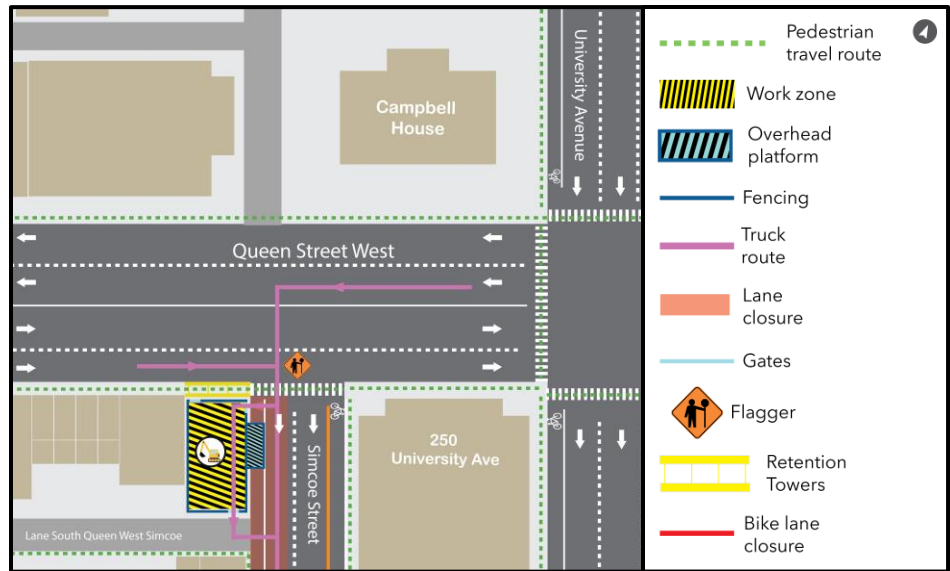 Campbell
House
University Avenue
Queen Street West
Simcoe Street
250
University Ave
Lane South Queen West Simcoe
Pedestrian
travel route
Work zone
Overhead
platform
Fencing
Truck
route
Lane
closure
Gates
Flagger
Retention
Towers
Bike lane
closure